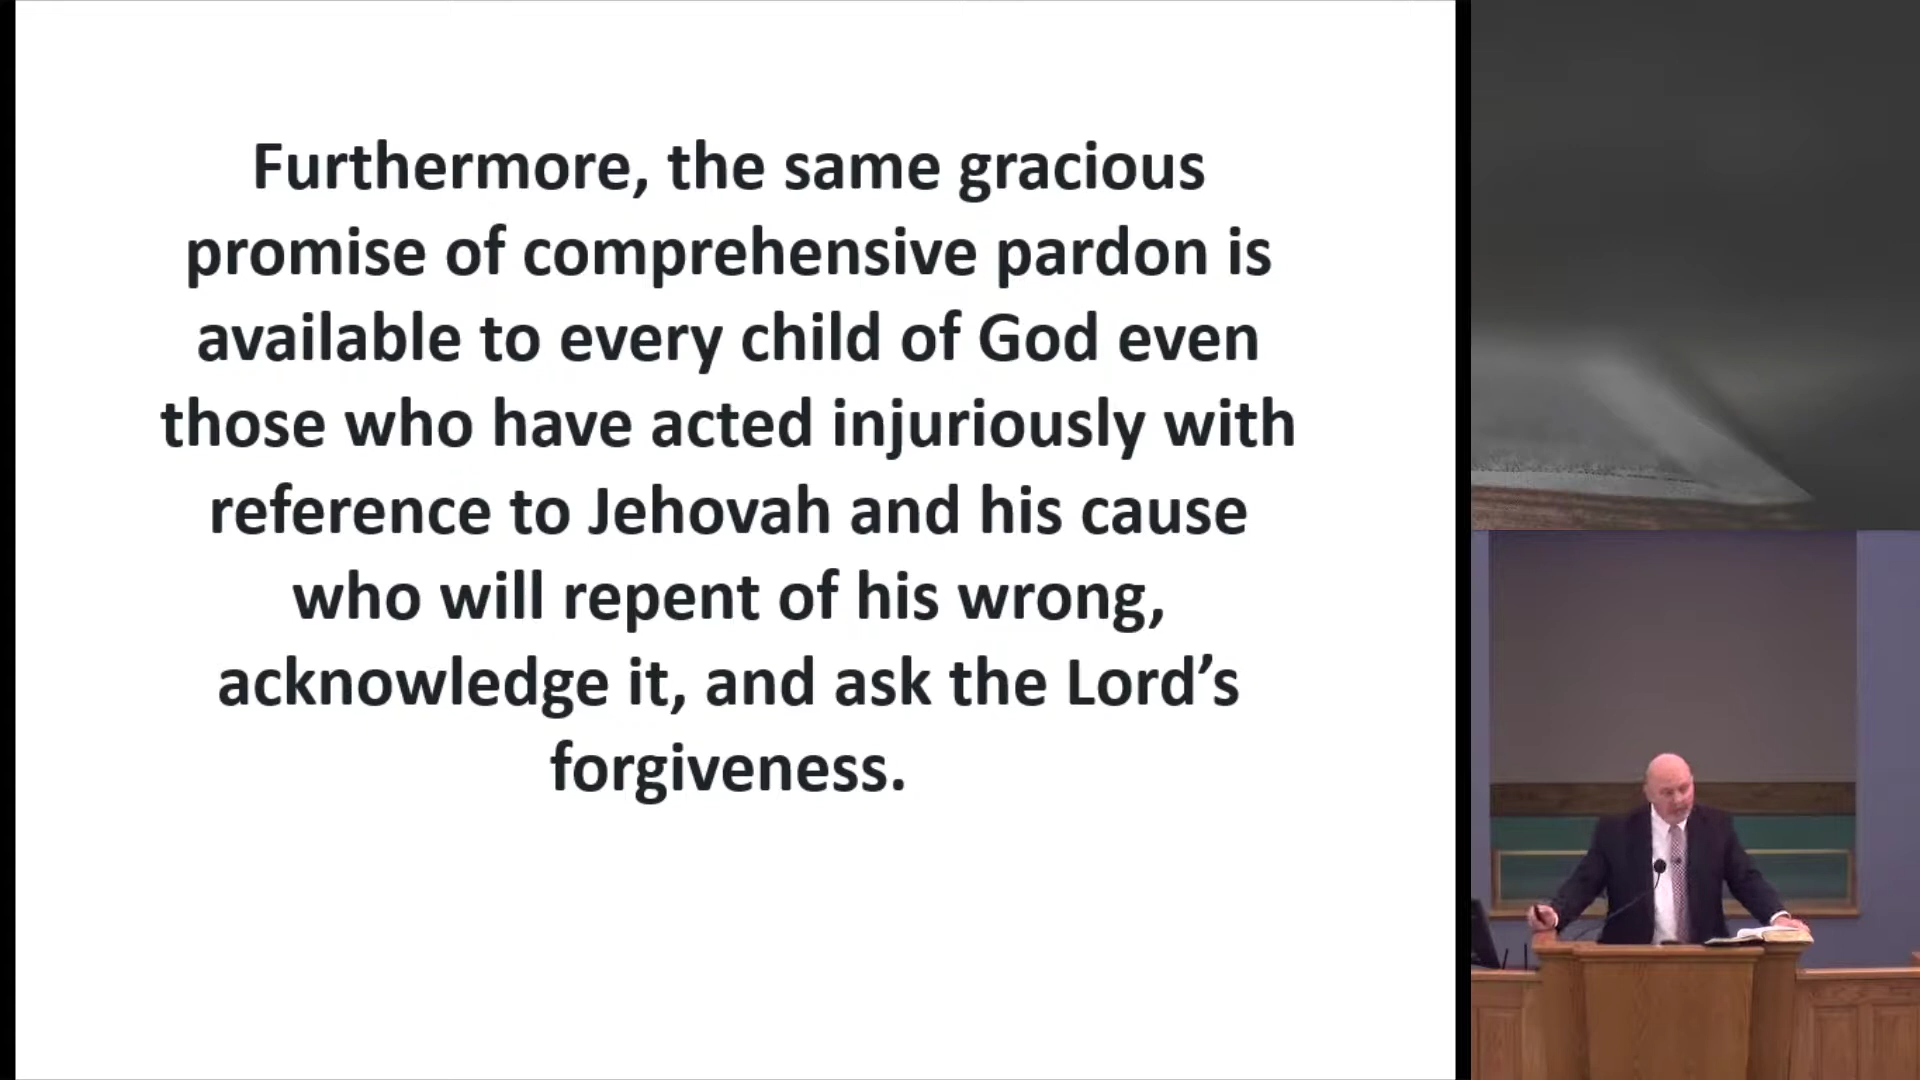 Furthermore, the same gracious
promise of comprehensive pardon is
available to every child of God even
those who have acted injuriously with
reference to Jehovah and his cause
who will repent of his wrong,
acknowledge it, and ask the Lord’s
forgiveness.